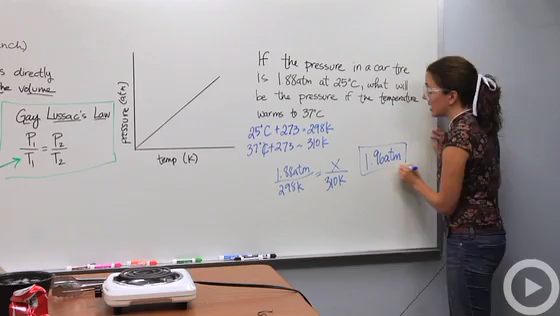 nch)
s directly
he volume
Gay Lussac's Law
P1 / T1 = P2 / T2
pressure (atm)
temp (K)
If the pressure in a car tire
is 1.88atm at 25°C, what will
be the pressure if the temperature
warms to 37°C
25°C + 273 = 298K
37°C + 273 = 310K
1.88atm / 298K = X / 310K
1.96atm